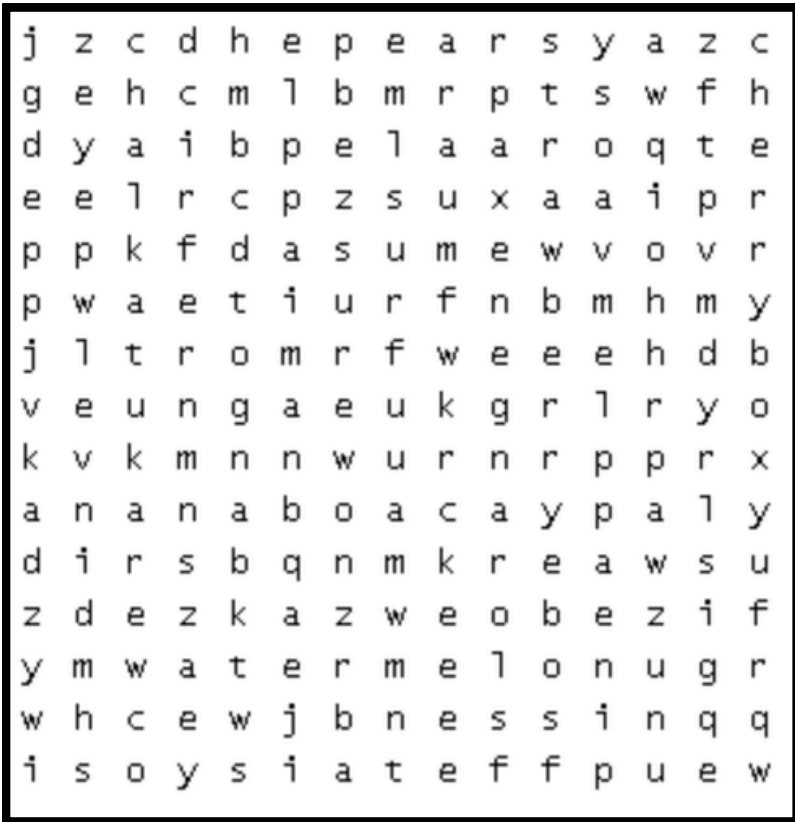 j z c d h e p e a r s y a z c
g e h c m l b m r p t s w f h
d y a i b p e l a a r o q t e
e e l r c p z s u x a a i p r
p p k f d a s u m e w v o v r
p w a e t i u r f n b m h m y
j l t r o m r f w e e e h d b
v e u n g a e u k g r l r y o
k v k m n n w u r n r p p r x
a n a n a b o a c a y p a l y
d i r s b q n m k r e a w s u
z d e z k a z w e o b e z i f
y m w a t e r m e l o n u g r
w h c e w j b n e s s i n q q
i s o y s i a t e f f p u e w